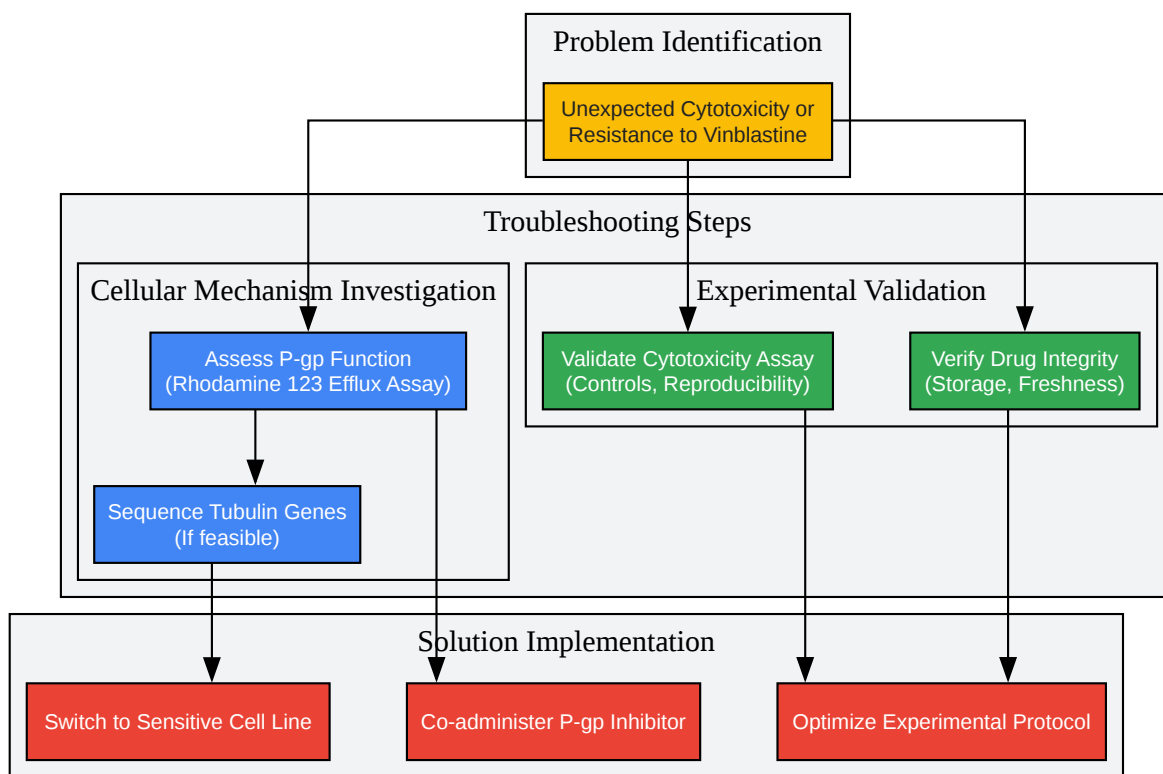 Problem Identification
Unexpected Cytotoxicity or
Resistance to Vinblastine
Troubleshooting Steps
Cellular Mechanism Investigation
Experimental Validation
Assess P-gp Function
(Rhodamine 123 Efflux Assay)
Validate Cytotoxicity Assay
(Controls, Reproducibility)
Verify Drug Integrity
(Storage, Freshness)
Sequence Tubulin Genes
(If feasible)
Solution Implementation
Switch to Sensitive Cell Line
Co-administer P-gp Inhibitor
Optimize Experimental Protocol